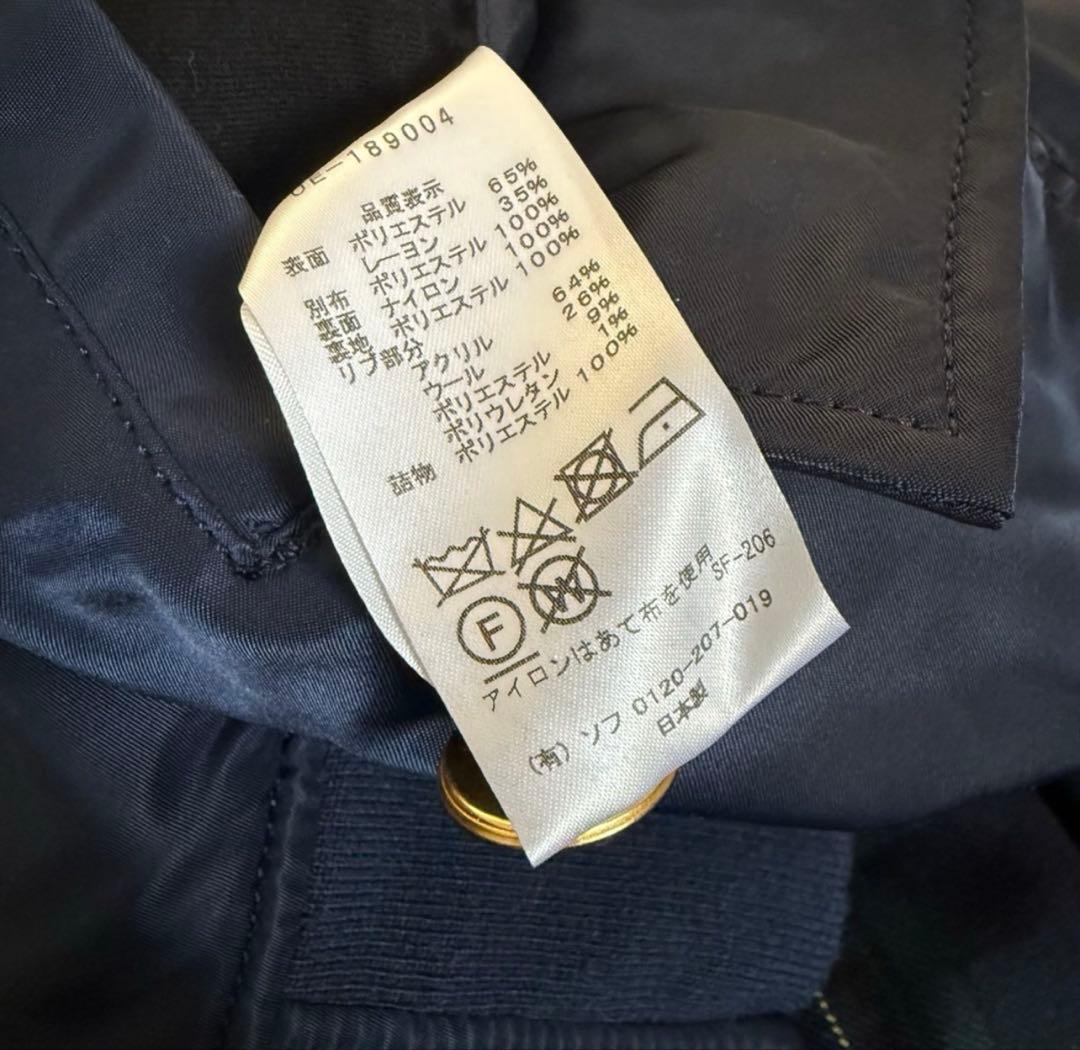 -189004
品質表示
表面 ポリエステル 65%
レーヨン 35%
別布 ポリエステル 100%
裏面 ナイロン 100%
裏地 ポリエステル 100%
リブ部分
アクリル 64%
ウール 26%
ポリエステル 9%
ポリウレタン 1%
詰物 ポリエステル 100%
F
W
アイロンはあて布を使用
SF-206
(有) ソフ 0120-207-019
日本製